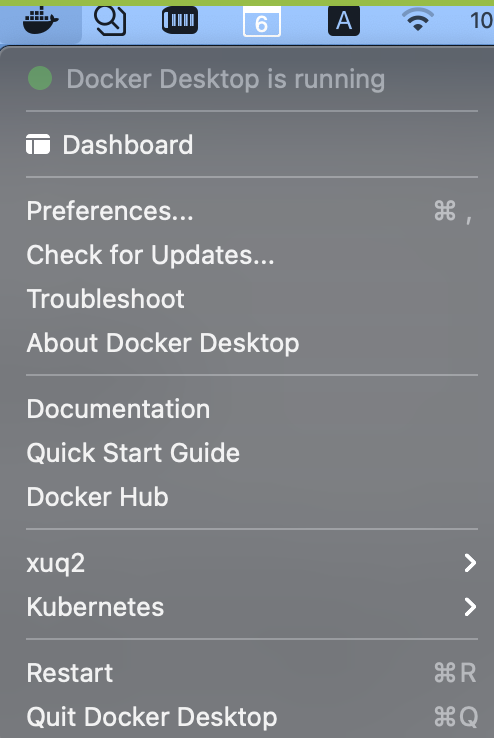 6
A
10
Docker Desktop is running
Dashboard
Preferences... ⌘ ,
Check for Updates...
Troubleshoot
About Docker Desktop
Documentation
Quick Start Guide
Docker Hub
xuq2
Kubernetes
Restart ⌘R
Quit Docker Desktop ⌘Q